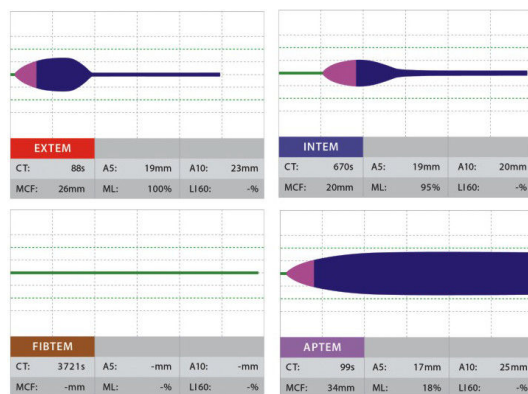 EXTEM
CT: 88s A5: 19mm A10: 23mm
MCF: 26mm ML: 100% LI60: -%
INTEM
CT: 670s A5: 19mm A10: 20mm
MCF: 20mm ML: 95% LI60: -%
FIBTEM
CT: 3721s A5: -mm A10: -mm
MCF: -mm ML: -% LI60: -%
APTEM
CT: 99s A5: 17mm A10: 25mm
MCF: 34mm ML: 18% LI60: -%